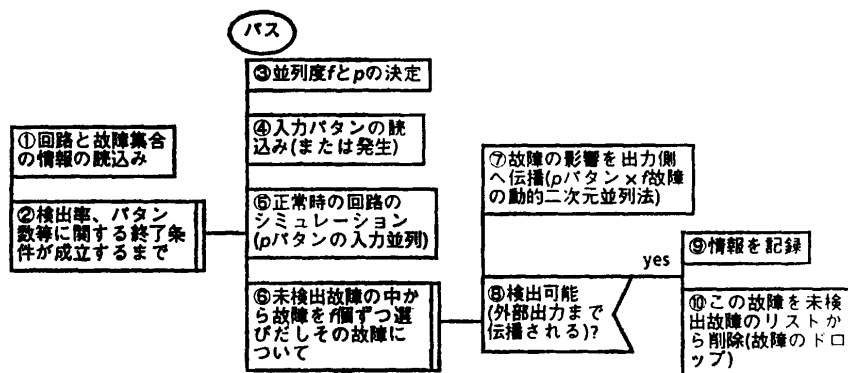 パス
③並列度fとpの決定
④入力パタンの読
込み(または発生)
①回路と故障集合
の情報の読込み
⑤正常時の回路の
シミュレーション
(pパタンの入力並列)
②検出率、パタン
数等に関する終了条
件が成立するまで
⑥未検出故障の中か
ら故障をf個ずつ選
びだしその故障に
ついて
⑦故障の影響を出力側
へ伝播(pパタン×f故障
の動的二次元並列法)
⑧検出可能
(外部出力まで
伝播される)?
yes
⑨情報を記録
⑩この故障を未検
出故障のリストか
ら削除(故障のドロ
ップ)